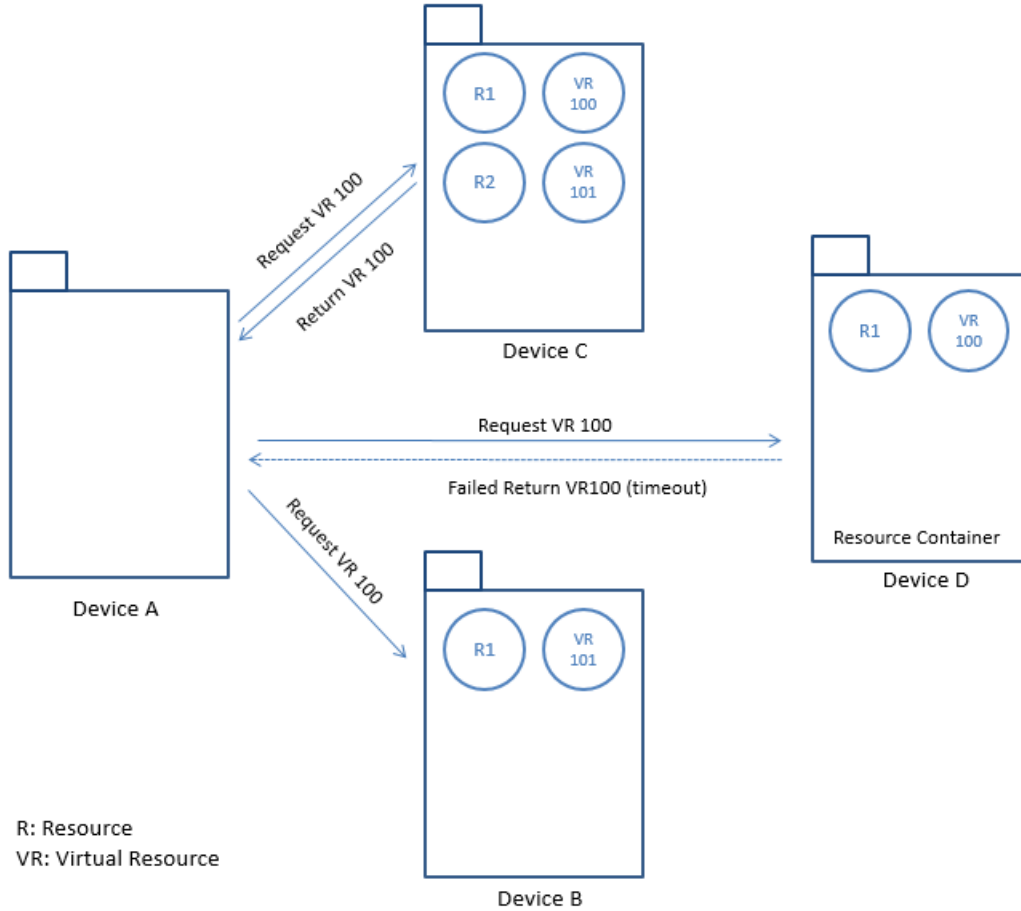 R1
VR
100
R2
VR
101
Device C
Request VR 100
Return VR 100
Device A
R1
VR
100
Resource Container
Device D
Request VR 100
Failed Return VR100 (timeout)
Request VR 100
R1
VR
101
Device B
R: Resource
VR: Virtual Resource